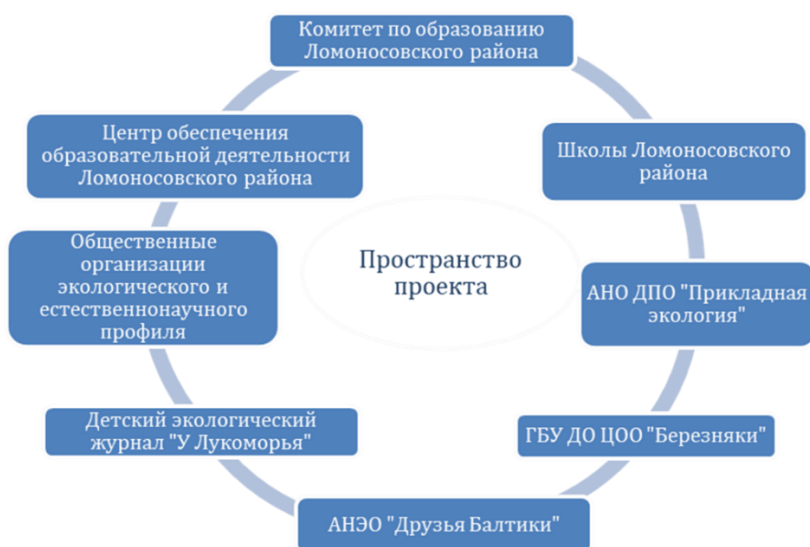 Комитет по образованию
Ломоносовского района
Центр обеспечения
образовательной деятельности
Ломоносовского района
Школы Ломоносовского
района
Общественные
организации
экологического и
естественнонаучного
профиля
Пространство
проекта
АНО ДПО "Прикладная
экология"
Детский экологический
журнал "У Лукоморья"
ГБУ ДО ЦОО "Березняки"
АНЭО "Друзья Балтики"